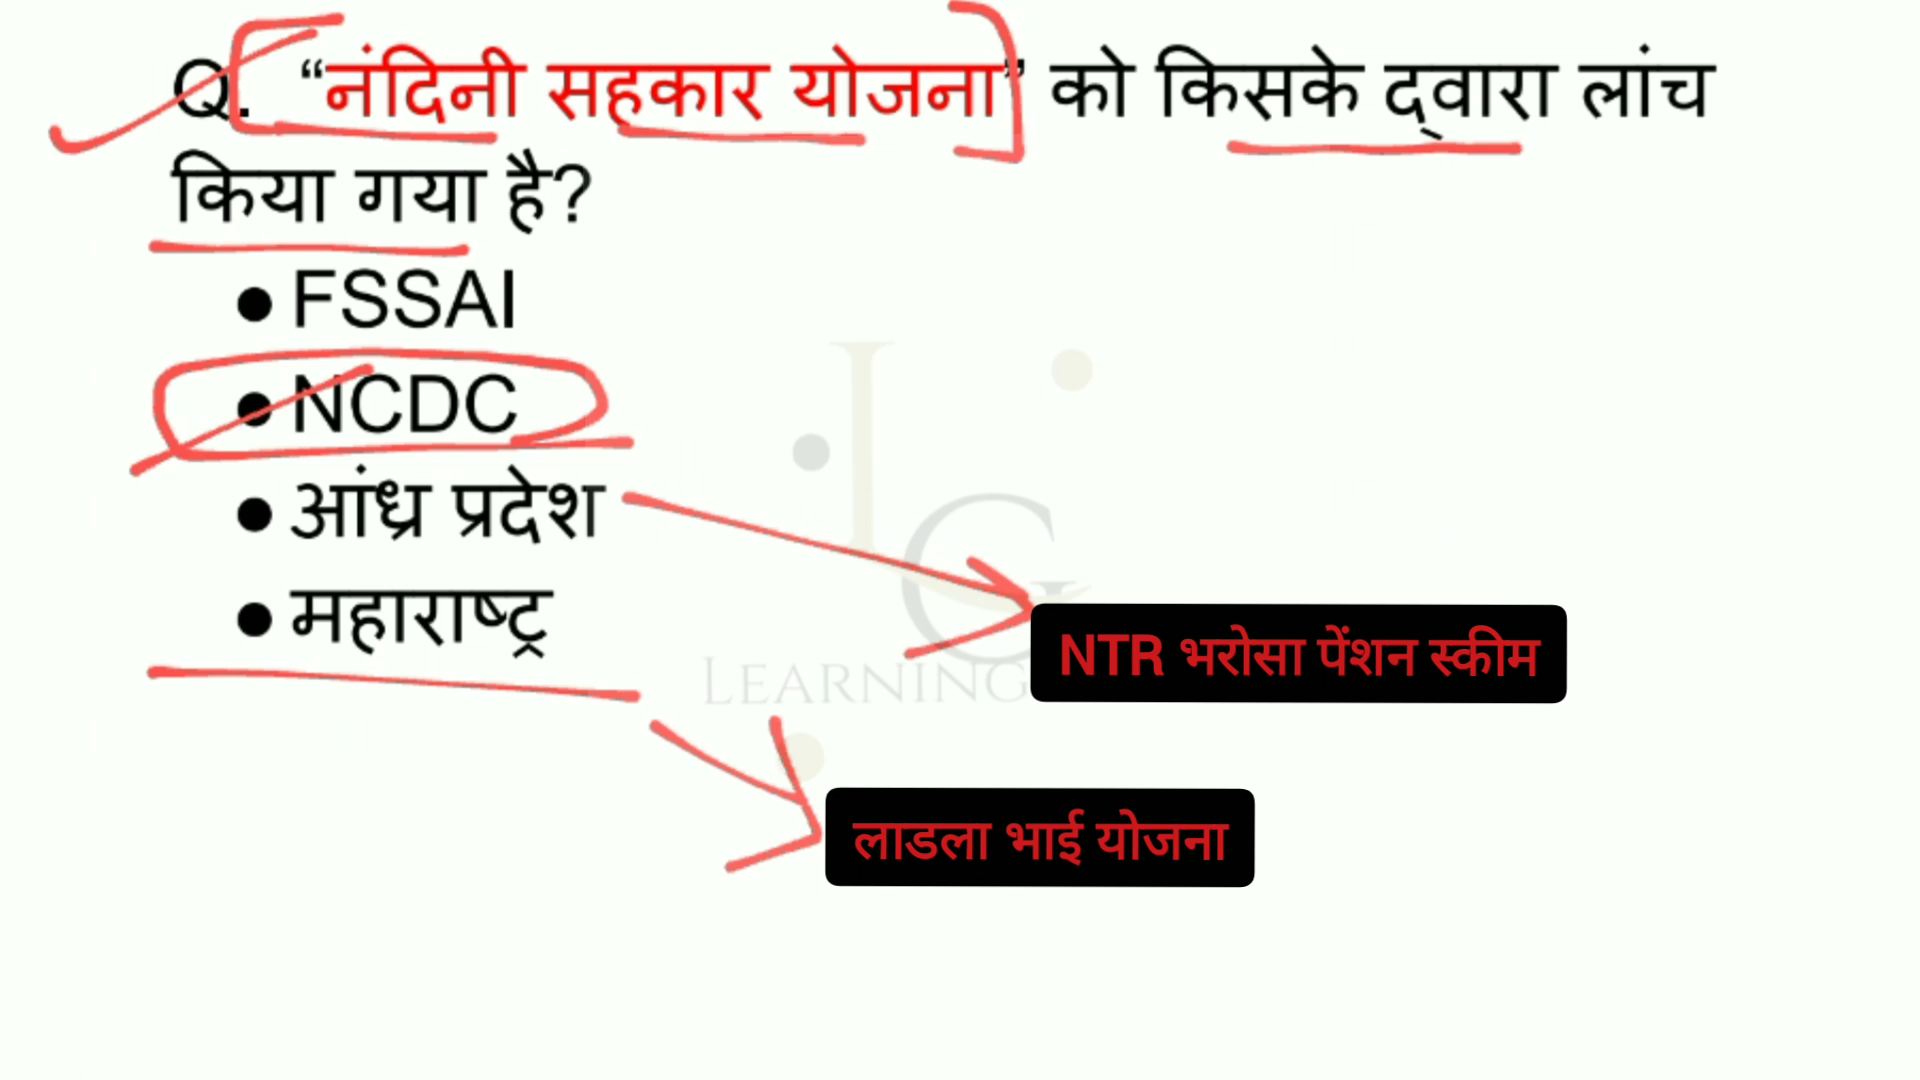 Q. “नंदिनी सहकार योजना” को किसके द्वारा लांच
किया गया है?
● FSSAI
● NCDC
● आंध्र प्रदेश
● महाराष्ट्र
NTR भरोसा पेंशन स्कीम
LEARNING
लाडला भाई योजना